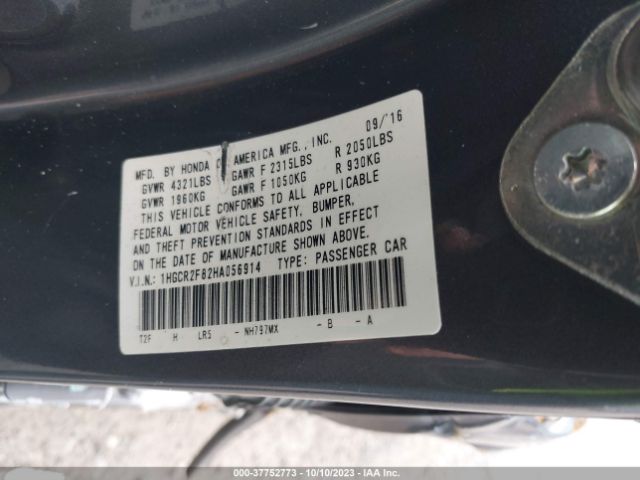 MFD. BY HONDA OF AMERICA MFG., INC. 09/'16
GVWR 4321LBS GAWR F 2315LBS R 2050LBS
GVWR 1960KG GAWR F 1050KG R 930KG
THIS VEHICLE CONFORMS TO ALL APPLICABLE
FEDERAL MOTOR VEHICLE SAFETY, BUMPER,
AND THEFT PREVENTION STANDARDS IN EFFECT
ON THE DATE OF MANUFACTURE SHOWN ABOVE.
V.I.N.: 1HGCR2F82HA056914 TYPE: PASSENGER CAR
T2F H LR5 - NH797MX - B - A
000-37752773 - 10/10/2023 - IAAI.com